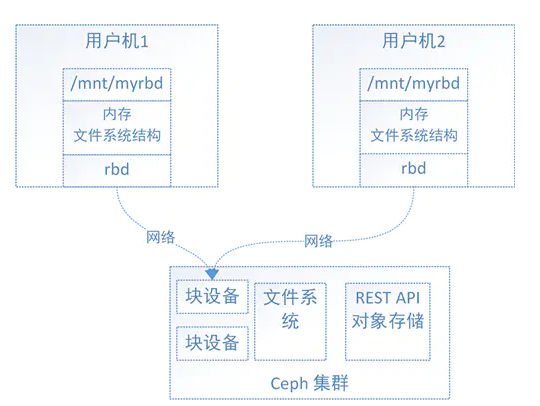 用户机1
/mnt/myrbd
内存
文件系统结构
rbd
用户机2
/mnt/myrbd
内存
文件系统结构
rbd
网络
网络
块设备
块设备
文件系
统
REST API
对象存储
Ceph 集群